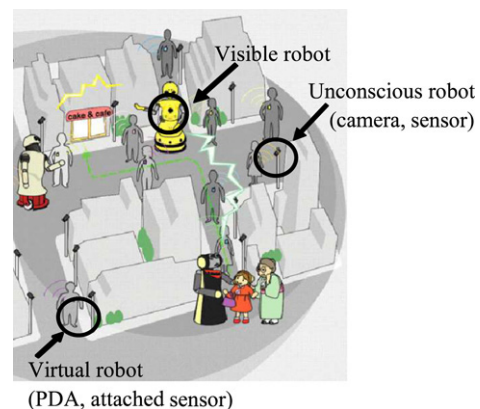 Visible robot
Unconscious robot
(camera, sensor)
cake & cafe
Virtual robot
(PDA, attached sensor)